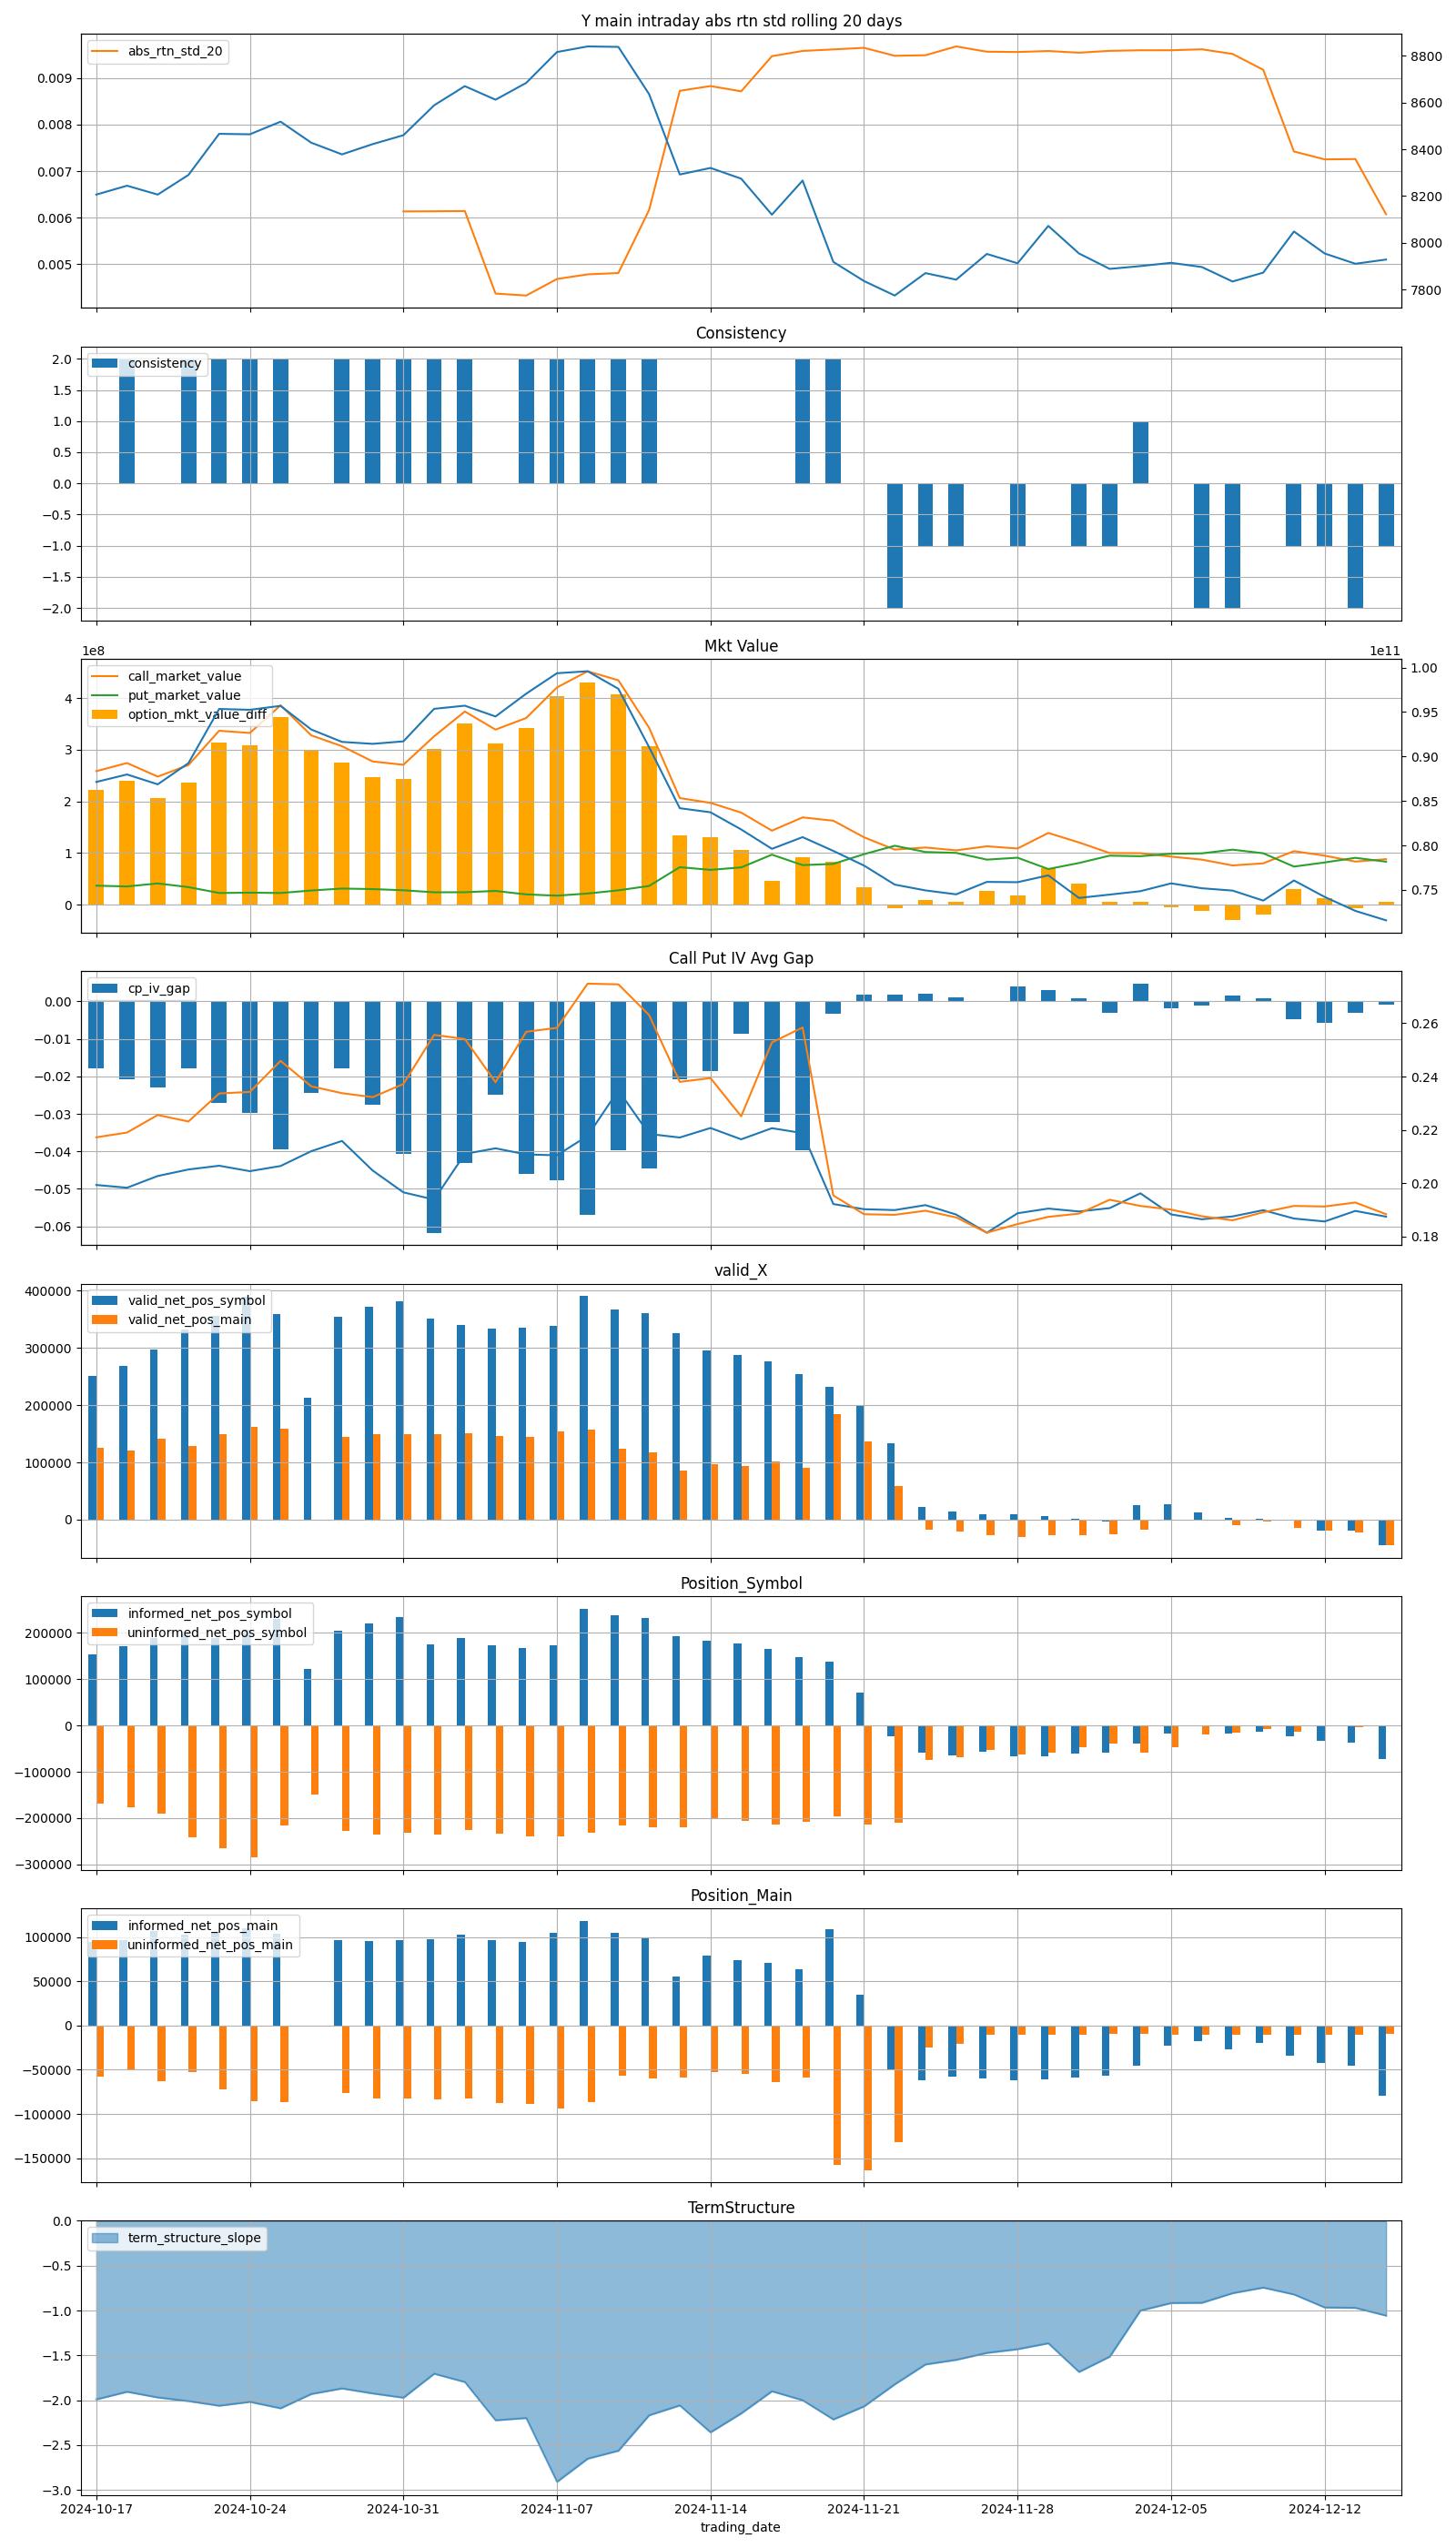 Y main intraday abs rtn std rolling 20 days
abs_rtn_std_20
0.009
0.008
0.007
0.006
0.005
8800
8600
8400
8200
8000
7800
Consistency
consistency
2.0
1.5
1.0
0.5
0.0
−0.5
−1.0
−1.5
−2.0
Mkt Value
1e8
1e11
call_market_value
put_market_value
option_mkt_value_diff
4
3
2
1
0
1.00
0.95
0.90
0.85
0.80
0.75
Call Put IV Avg Gap
cp_iv_gap
0.00
−0.01
−0.02
−0.03
−0.04
−0.05
−0.06
0.26
0.24
0.22
0.20
0.18
valid_X
valid_net_pos_symbol
valid_net_pos_main
400000
300000
200000
100000
0
Position_Symbol
informed_net_pos_symbol
uninformed_net_pos_symbol
200000
100000
0
−100000
−200000
−300000
Position_Main
informed_net_pos_main
uninformed_net_pos_main
100000
50000
0
−50000
−100000
−150000
TermStructure
term_structure_slope
0.0
−0.5
−1.0
−1.5
−2.0
−2.5
−3.0
2024-10-17 2024-10-24 2024-10-31 2024-11-07 2024-11-14 2024-11-21 2024-11-28 2024-12-05 2024-12-12
trading_date